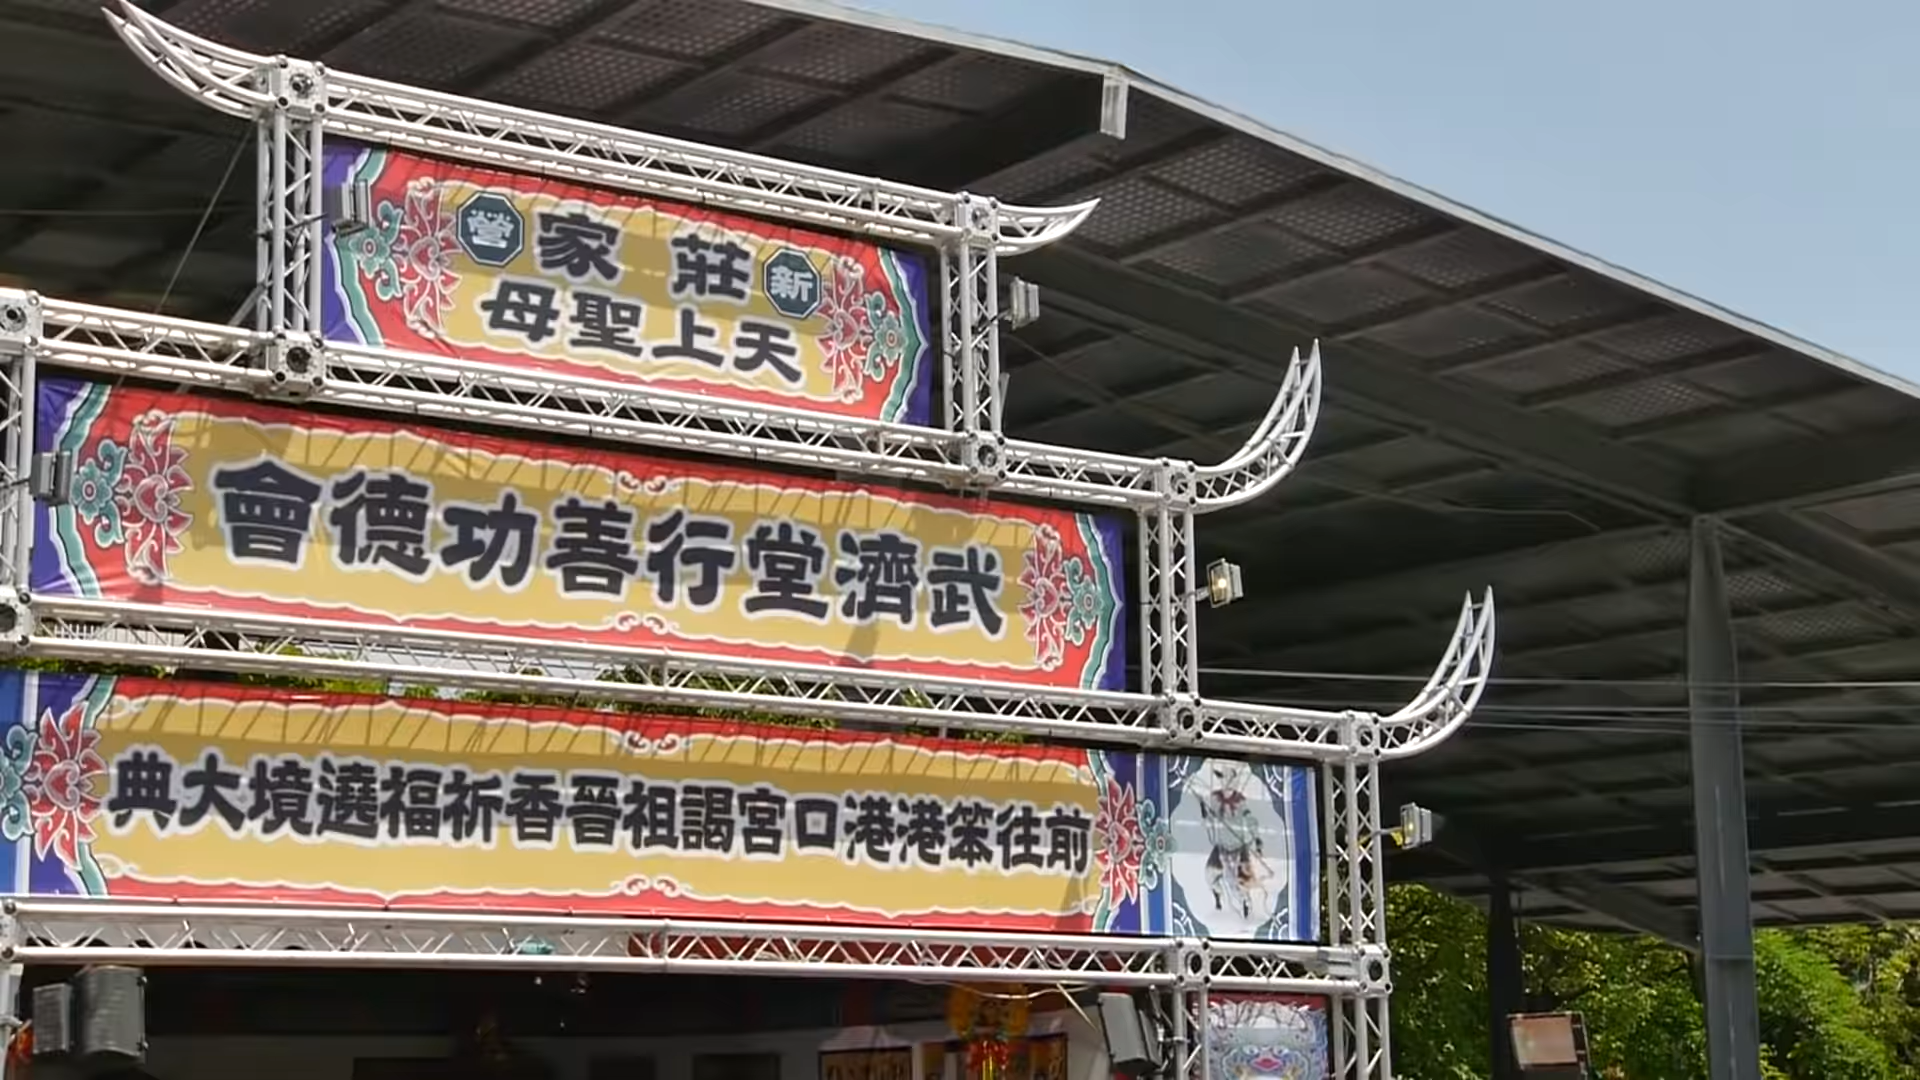 新 莊家 營
天上聖母
武濟堂行善功德會
前往笨港港口宮謁祖晉香祈福遶境大典